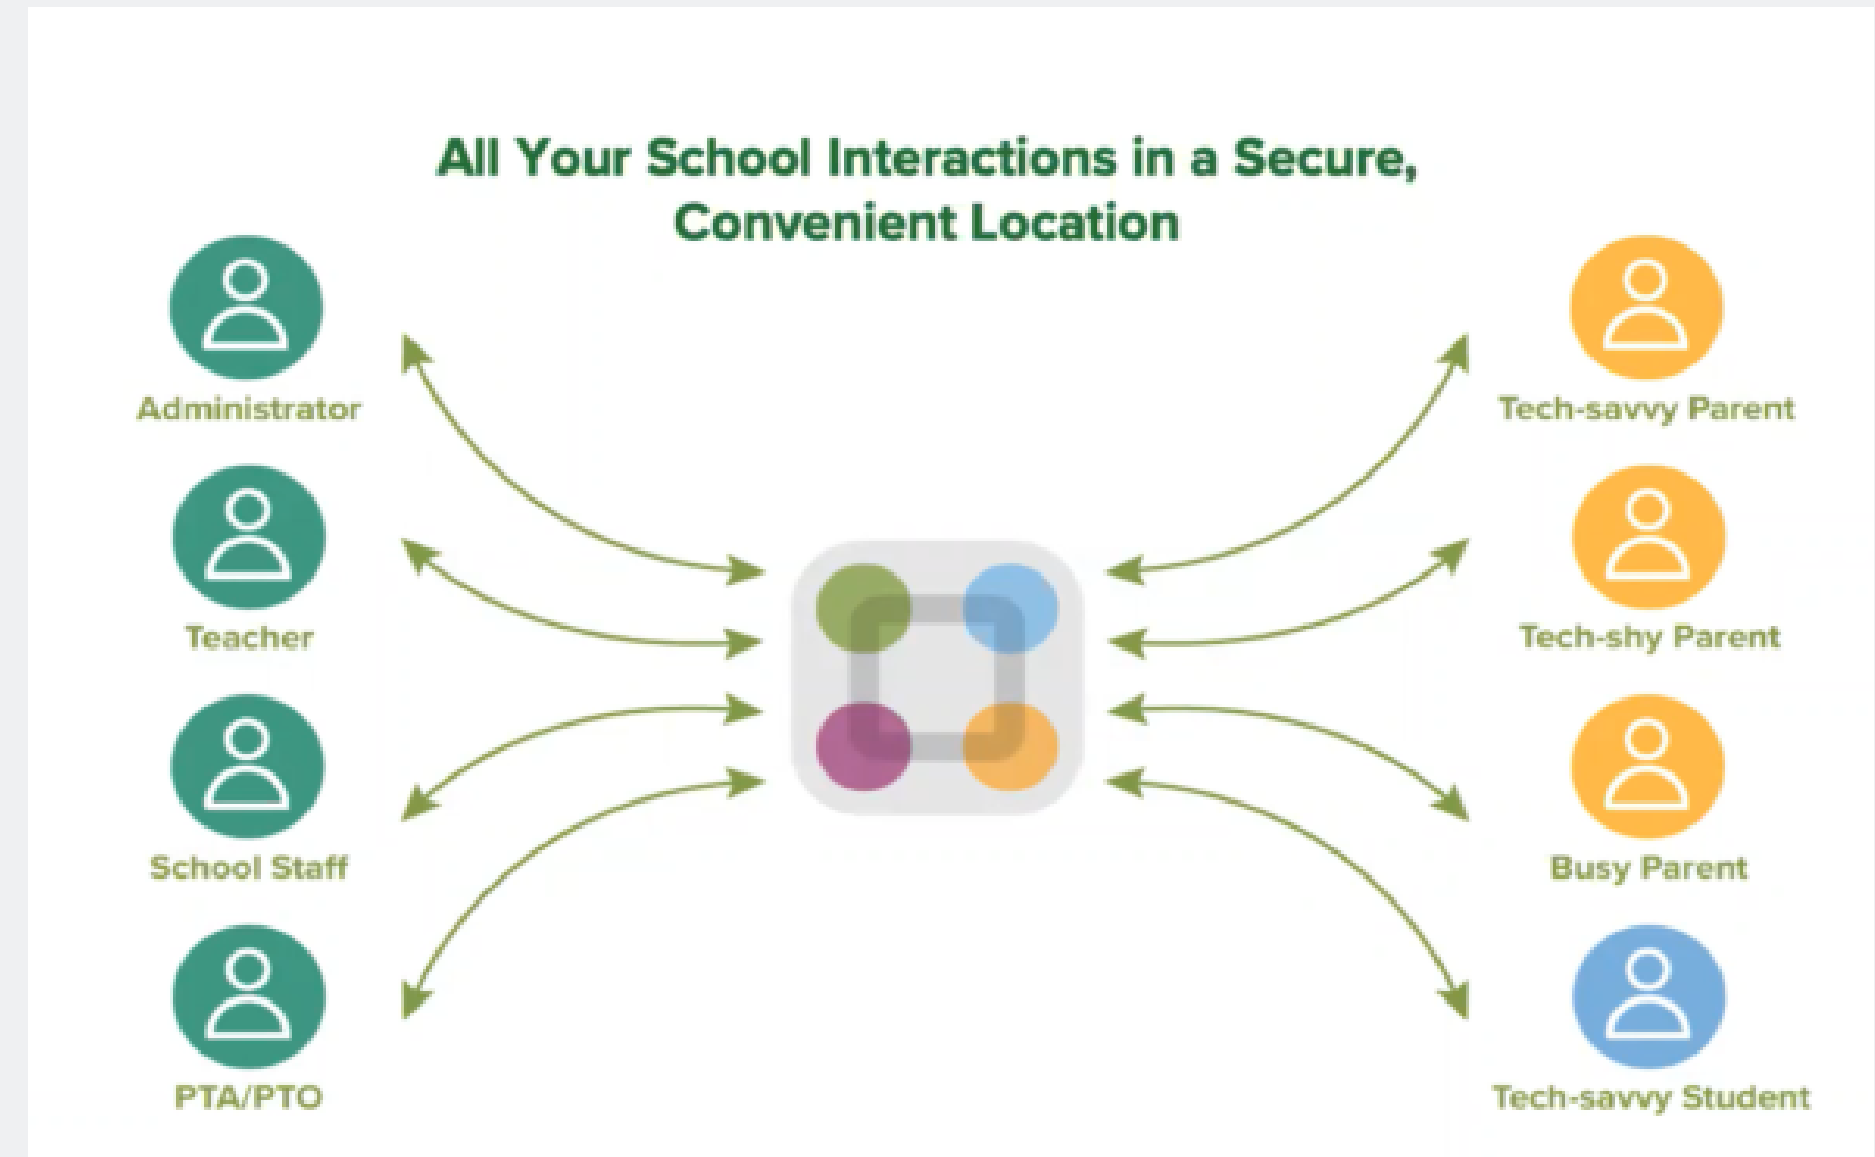 All Your School Interactions in a Secure,
Convenient Location
Administrator
Teacher
School Staff
PTA/PTO
Tech-savvy Parent
Tech-shy Parent
Busy Parent
Tech-savvy Student